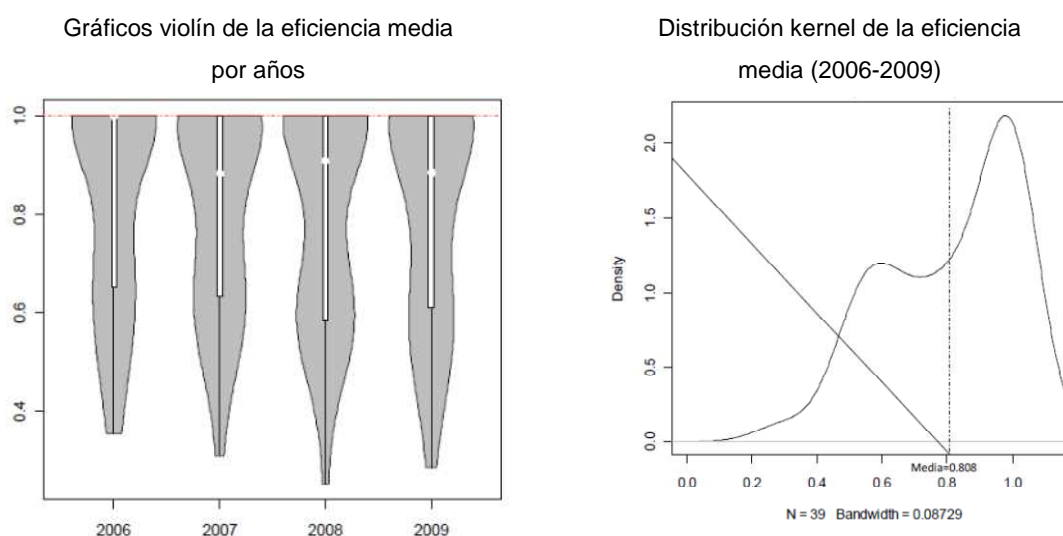 Gráficos violín de la eficiencia media
por años
1.0
0.8
0.6
0.4
2006 2007 2008 2009
Distribución kernel de la eficiencia
media (2006-2009)
Density
2.0
1.5
1.0
0.5
0.0
Media=0.808
0.0 0.2 0.4 0.6 0.8 1.0
N = 39 Bandwidth = 0.08729